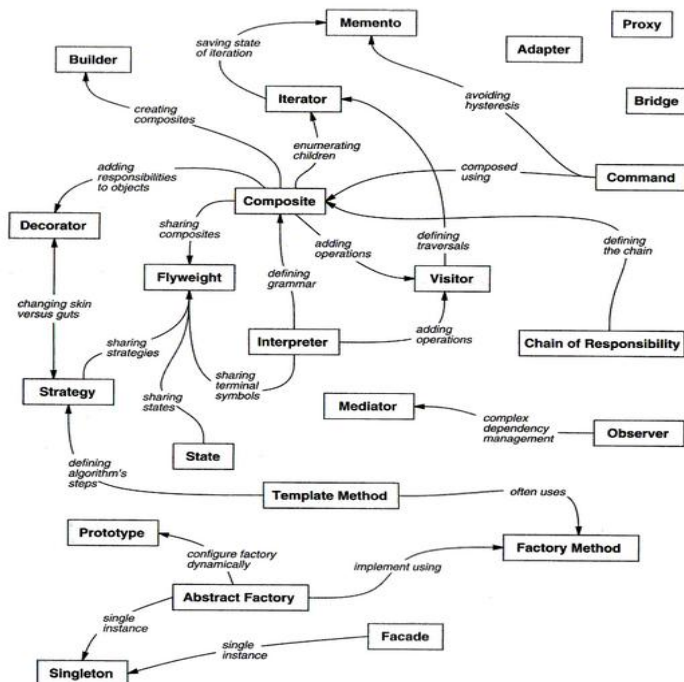 Memento
Proxy
Adapter
saving state
of iteration
Builder
Iterator
avoiding
hysteresis
Bridge
creating
composites
enumerating
children
adding
responsibilities
to objects
composed
using
Command
Composite
Decorator
sharing
composites
adding
operations
defining
traversals
defining
the chain
Flyweight
defining
grammar
Visitor
changing skin
versus guts
sharing
strategies
Interpreter
adding
operations
Chain of Responsibility
Strategy
sharing
states
sharing
terminal
symbols
Mediator
complex
dependency
management
Observer
State
defining
algorithm's
steps
Template Method
often uses
Prototype
configure factory
dynamically
implement using
Factory Method
Abstract Factory
single
instance
single
instance
Facade
Singleton